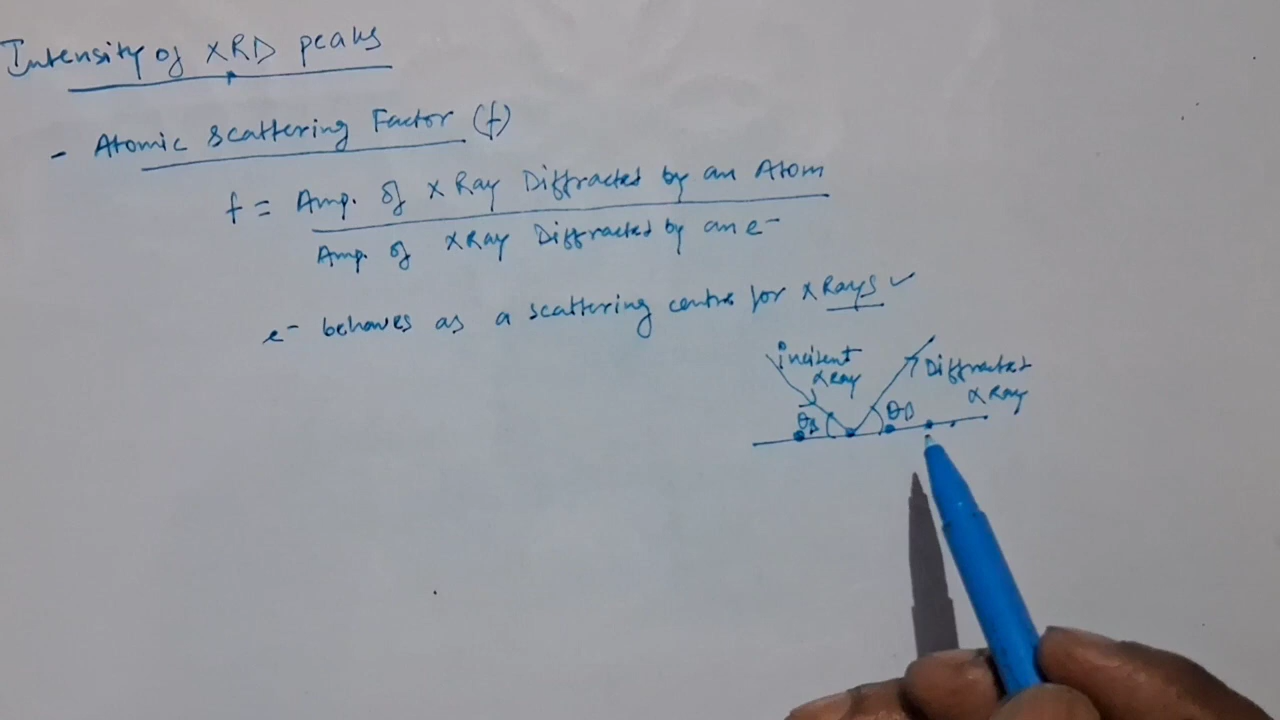 Intensity of XRD peaks
- Atomic Scattering Factor (f)
f = Amp. of X Ray Diffracted by an Atom
Amp. of X Ray Diffracted by an e-
e- behaves as a scattering centre for X Rays ✓
incident
X Ray
Diffracted
X Ray
θB
θB